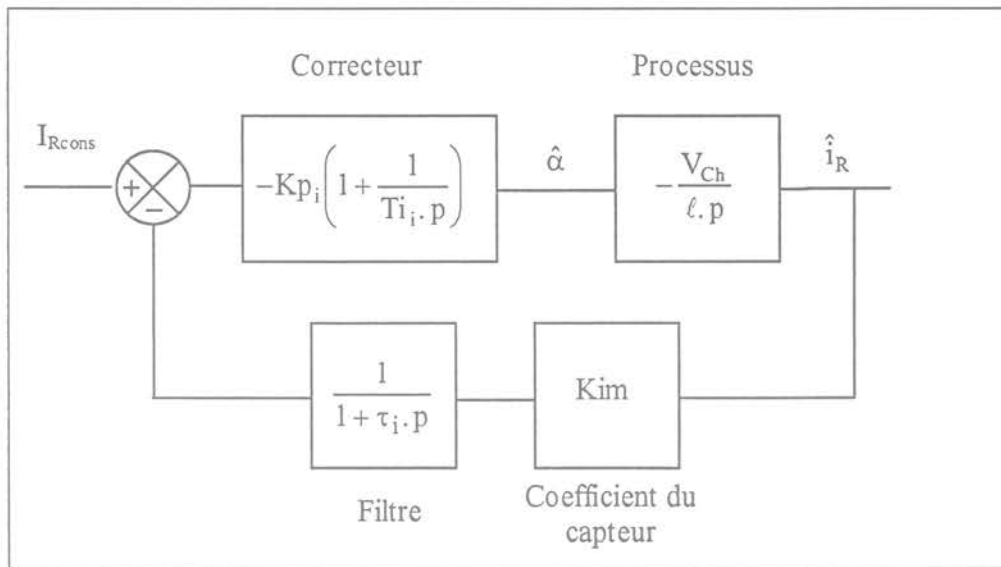 Correcteur
Processus
I_Rcons
+
−
−Kp_i(1 + 1/(Ti_i . p))
α̂
−V_Ch/(ℓ . p)
î_R
1/(1 + τ_i . p)
Kim
Filtre
Coefficient du
capteur